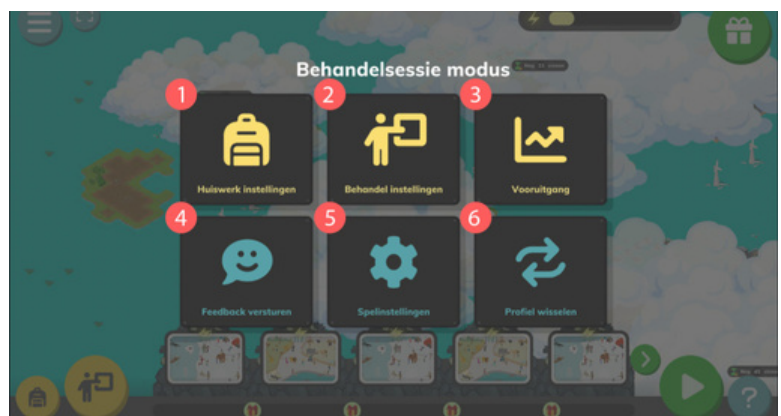 Behandelsessie modus
1
2
3
Huiswerk instellingen
Behandel instellingen
Vooruitgang
4
5
6
Feedback versturen
Spelinstellingen
Profiel wisselen
?